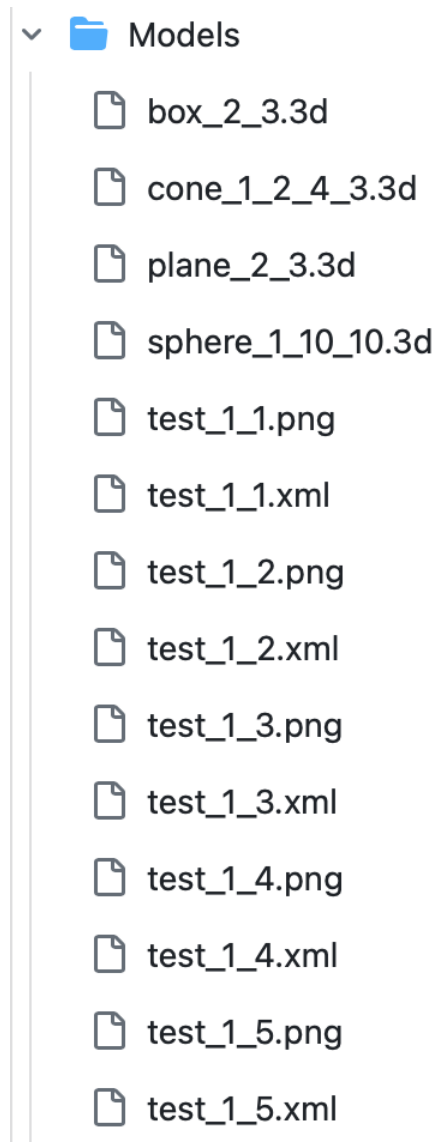 Models
box_2_3.3d
cone_1_2_4_3.3d
plane_2_3.3d
sphere_1_10_10.3d
test_1_1.png
test_1_1.xml
test_1_2.png
test_1_2.xml
test_1_3.png
test_1_3.xml
test_1_4.png
test_1_4.xml
test_1_5.png
test_1_5.xml